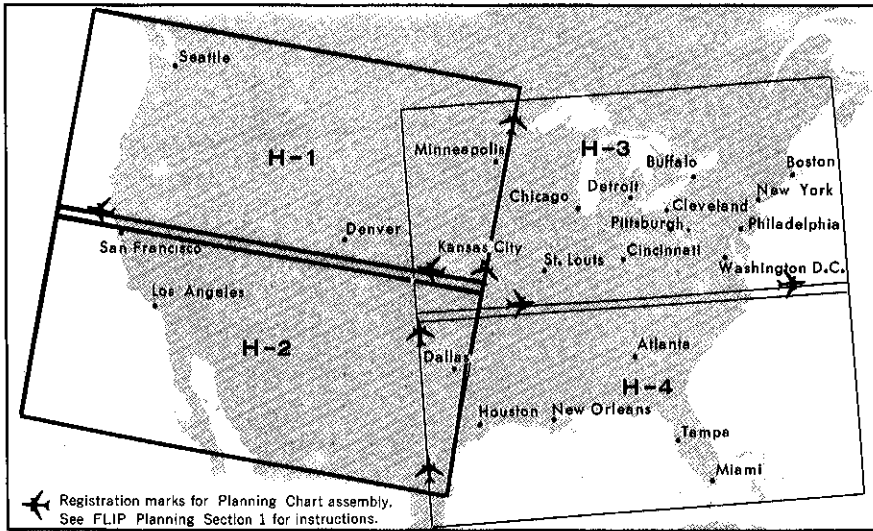 Seattle
H-1
Minneapolis
H-3
Buffalo
Boston
Detroit
Chicago
Cleveland
New York
Pittsburgh
Philadelphia
Denver
Kansas City
San Francisco
St. Louis
Cincinnati
Washington D.C.
Los Angeles
H-2
Dallas
Atlanta
H-4
Houston
New Orleans
Tampa
Miami
Registration marks for Planning Chart assembly.
See FLIP Planning Section 1 for instructions.